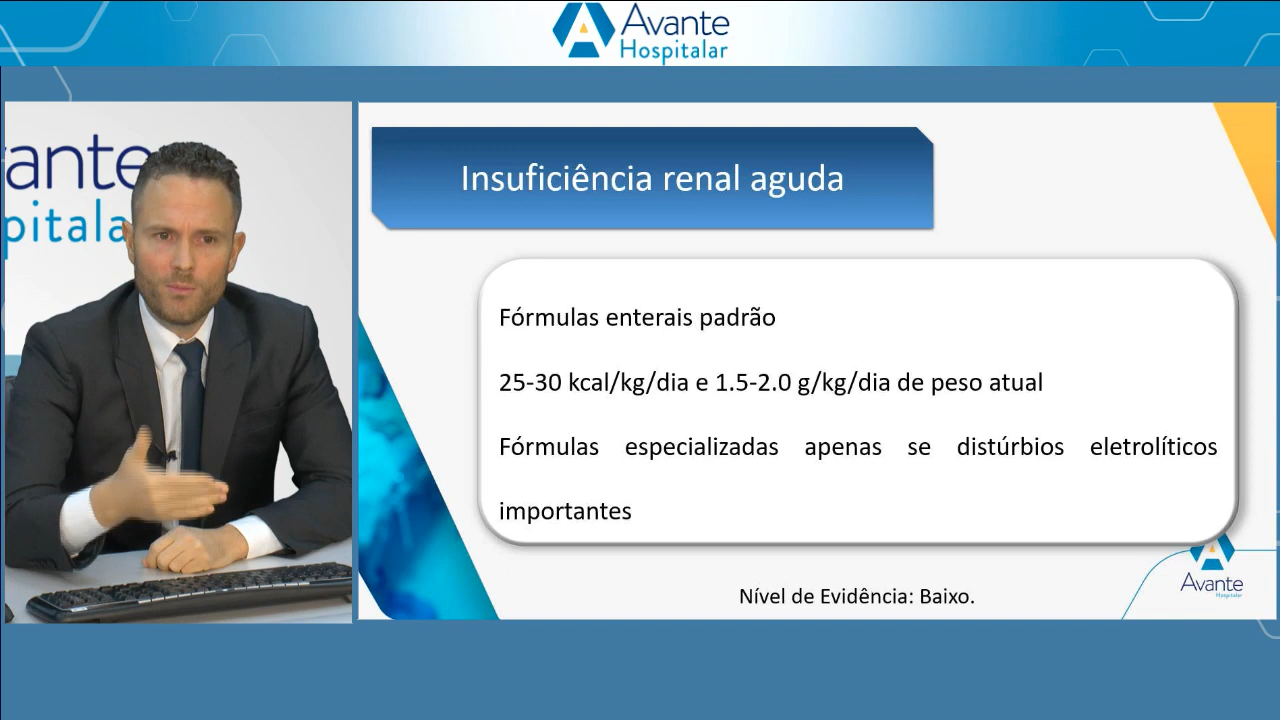 Avante
Hospitalar
vante
pitala
Insuficiência renal aguda
Fórmulas enterais padrão
25-30 kcal/kg/dia e 1.5-2.0 g/kg/dia de peso atual
Fórmulas especializadas apenas se distúrbios eletrolíticos
importantes
Avante
Hospitalar
Nível de Evidência: Baixo.